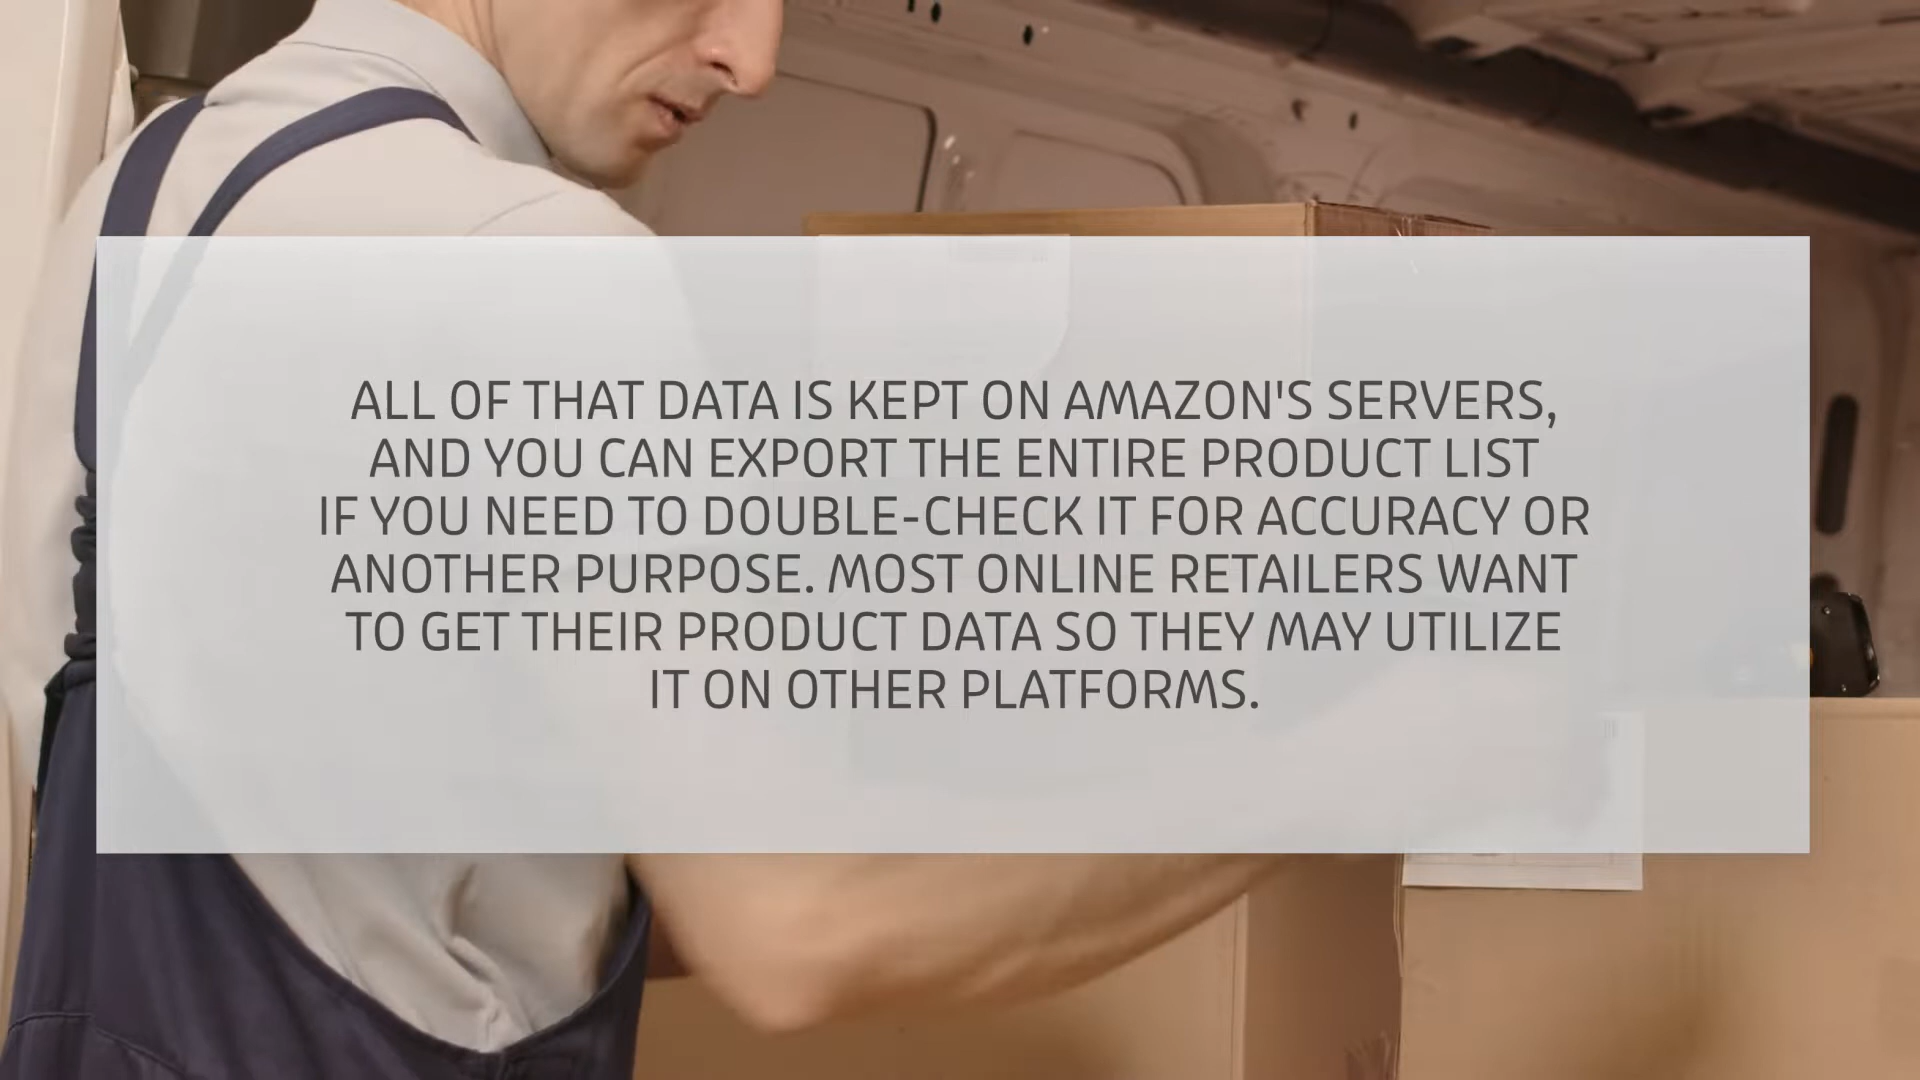 ALL OF THAT DATA IS KEPT ON AMAZON'S SERVERS,
AND YOU CAN EXPORT THE ENTIRE PRODUCT LIST
IF YOU NEED TO DOUBLE-CHECK IT FOR ACCURACY OR
ANOTHER PURPOSE. MOST ONLINE RETAILERS WANT
TO GET THEIR PRODUCT DATA SO THEY MAY UTILIZE
IT ON OTHER PLATFORMS.